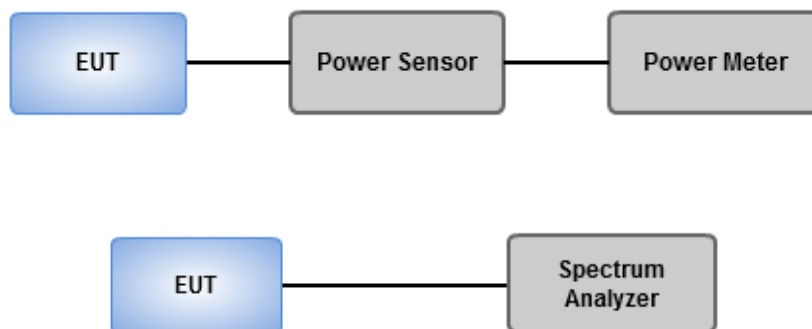 EUT
Power Sensor
Power Meter
EUT
Spectrum
Analyzer